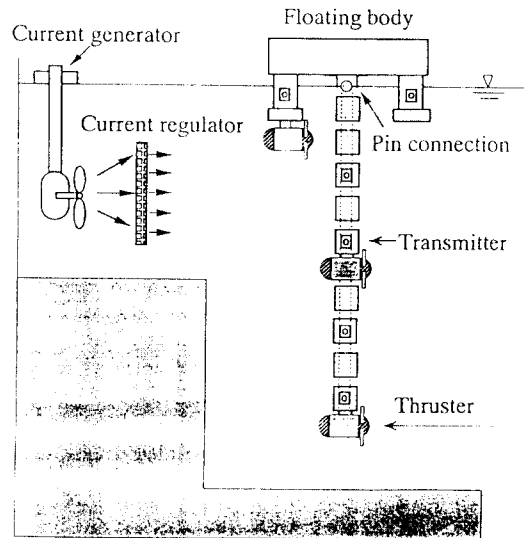 Floating body
Current generator
Current regulator
Pin connection
Transmitter
Thruster